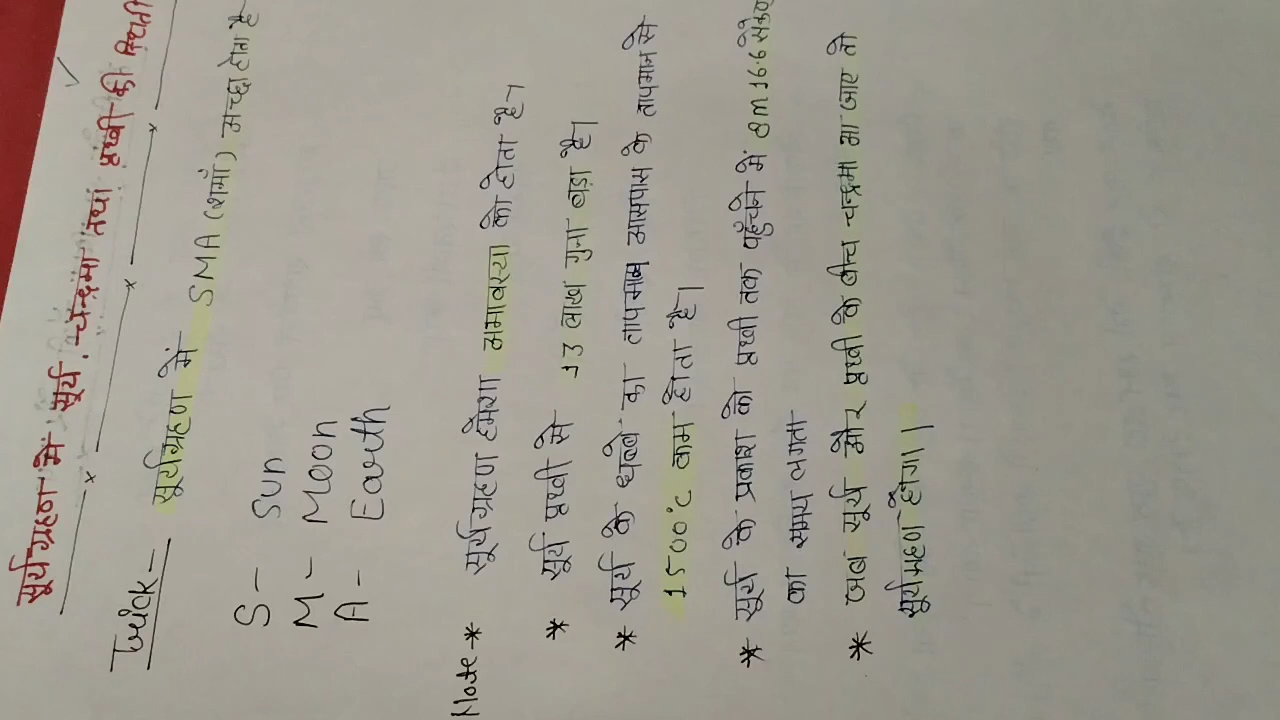 सूर्यग्रहण में सूर्य, चन्द्रमा तथा पृथ्वी की स्थिती
Trick - सूर्यग्रहण में SMA (शर्मा) मच्छा होग है
S - Sun
M - Moon
A - Earth
Note - * सूर्यग्रहण हमेशा अमावस्या को होता है।
* सूर्य पृथ्वी से 13 लाख गुना बड़ा है।
* सूर्य के धब्बे का तापमान आसपास के तापमान से
1500°C कम होता है।
* सूर्य के प्रकाश को पृथ्वी तक पहुँचने में 8m 16.6 सेकेण्ड
का समय लगता
* जब सूर्य और पृथ्वी के बीच चन्द्रमा आ जाए तो
सूर्यग्रहण होगा।